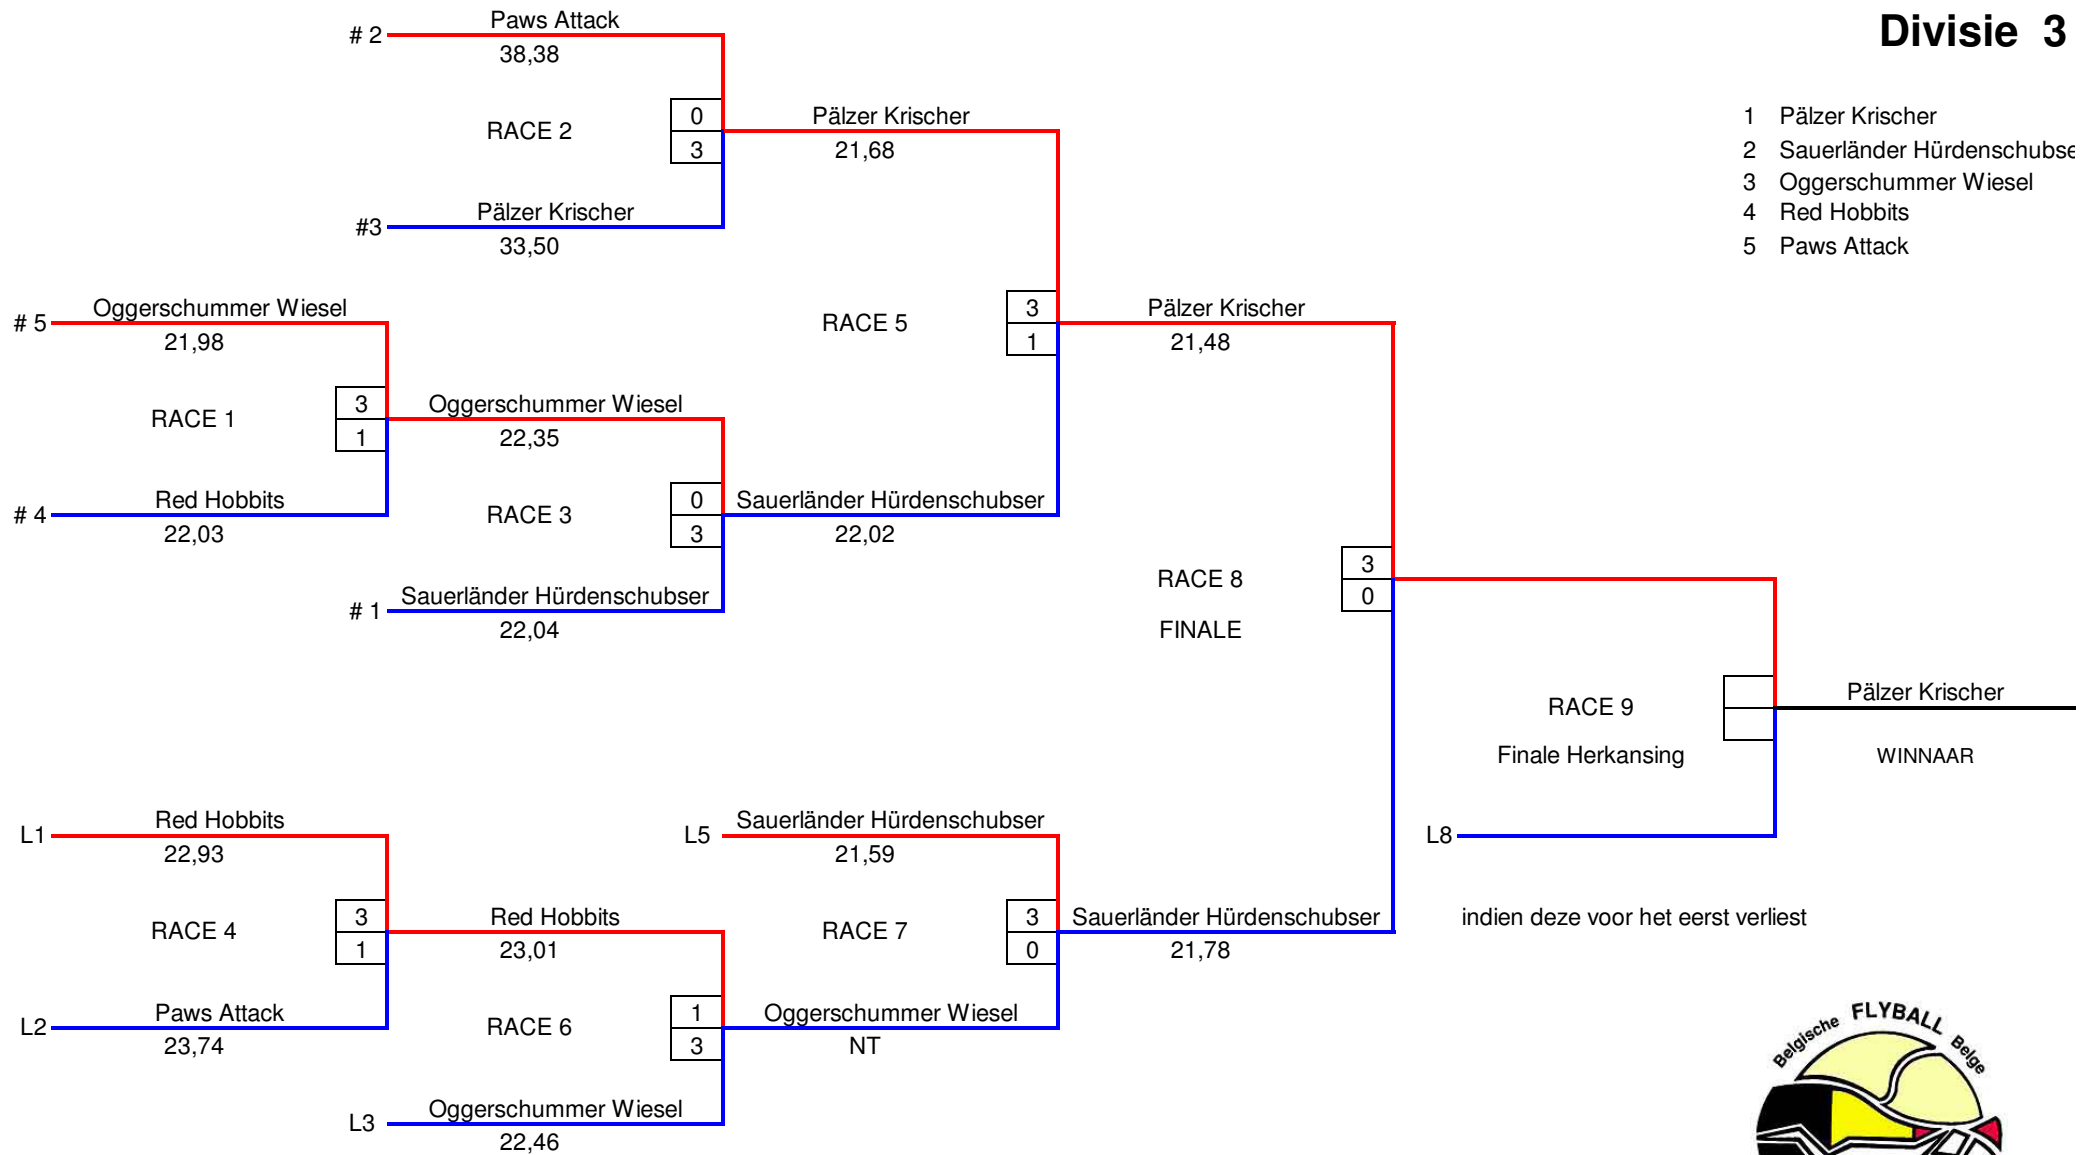 Divisie 3
Paws Attack
# 2
38,38
RACE 2
0
3
Pälzer Krischer
21,68
Pälzer Krischer
#3
33,50
1 Pälzer Krischer
2 Sauerländer Hürdenschubse
3 Oggerschummer Wiesel
4 Red Hobbits
5 Paws Attack
Oggerschummer Wiesel
# 5
21,98
RACE 1
3
1
Red Hobbits
# 4
22,03
Oggerschummer Wiesel
22,35
RACE 3
0
3
Sauerländer Hürdenschubser
# 1
22,04
RACE 5
3
1
Sauerländer Hürdenschubser
22,02
Pälzer Krischer
21,48
RACE 8
3
0
FINALE
RACE 9
Finale Herkansing
Pälzer Krischer
WINNAAR
L8
indien deze voor het eerst verliest
Red Hobbits
L1
22,93
RACE 4
3
1
Paws Attack
L2
23,74
Red Hobbits
23,01
RACE 6
1
3
Oggerschummer Wiesel
L3
22,46
Sauerländer Hürdenschubser
L5
21,59
RACE 7
3
0
Oggerschummer Wiesel
NT
Sauerländer Hürdenschubser
21,78
Belgische FLYBALL Belge